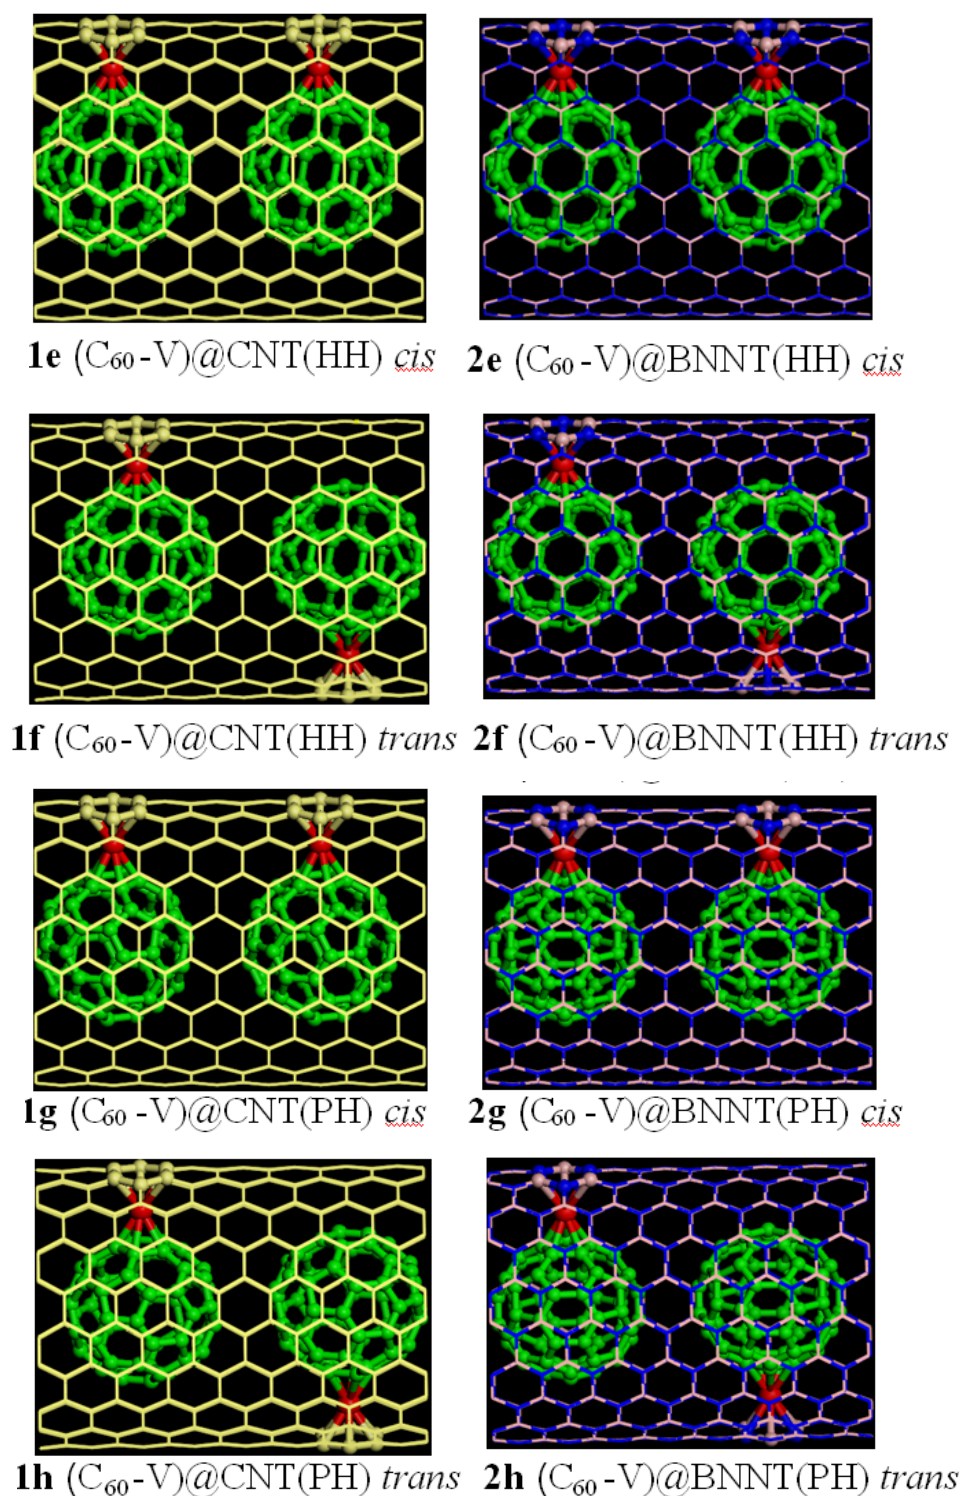 1e (C₆₀-V)@CNT(HH) cis 2e (C₆₀-V)@BNNT(HH) cis
1f (C₆₀-V)@CNT(HH) trans 2f (C₆₀-V)@BNNT(HH) trans
1g (C₆₀-V)@CNT(PH) cis 2g (C₆₀-V)@BNNT(PH) cis
1h (C₆₀-V)@CNT(PH) trans 2h (C₆₀-V)@BNNT(PH) trans